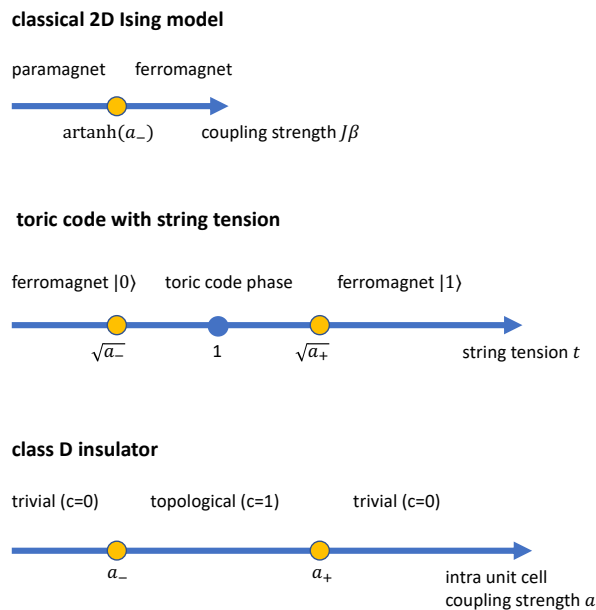 classical 2D Ising model
paramagnet ferromagnet
artanh(a₋) coupling strength Jβ
toric code with string tension
ferromagnet |0⟩ toric code phase ferromagnet |1⟩
√a₋ 1 √a₊ string tension t
class D insulator
trivial (c=0) topological (c=1) trivial (c=0)
a₋ a₊ intra unit cell
coupling strength a